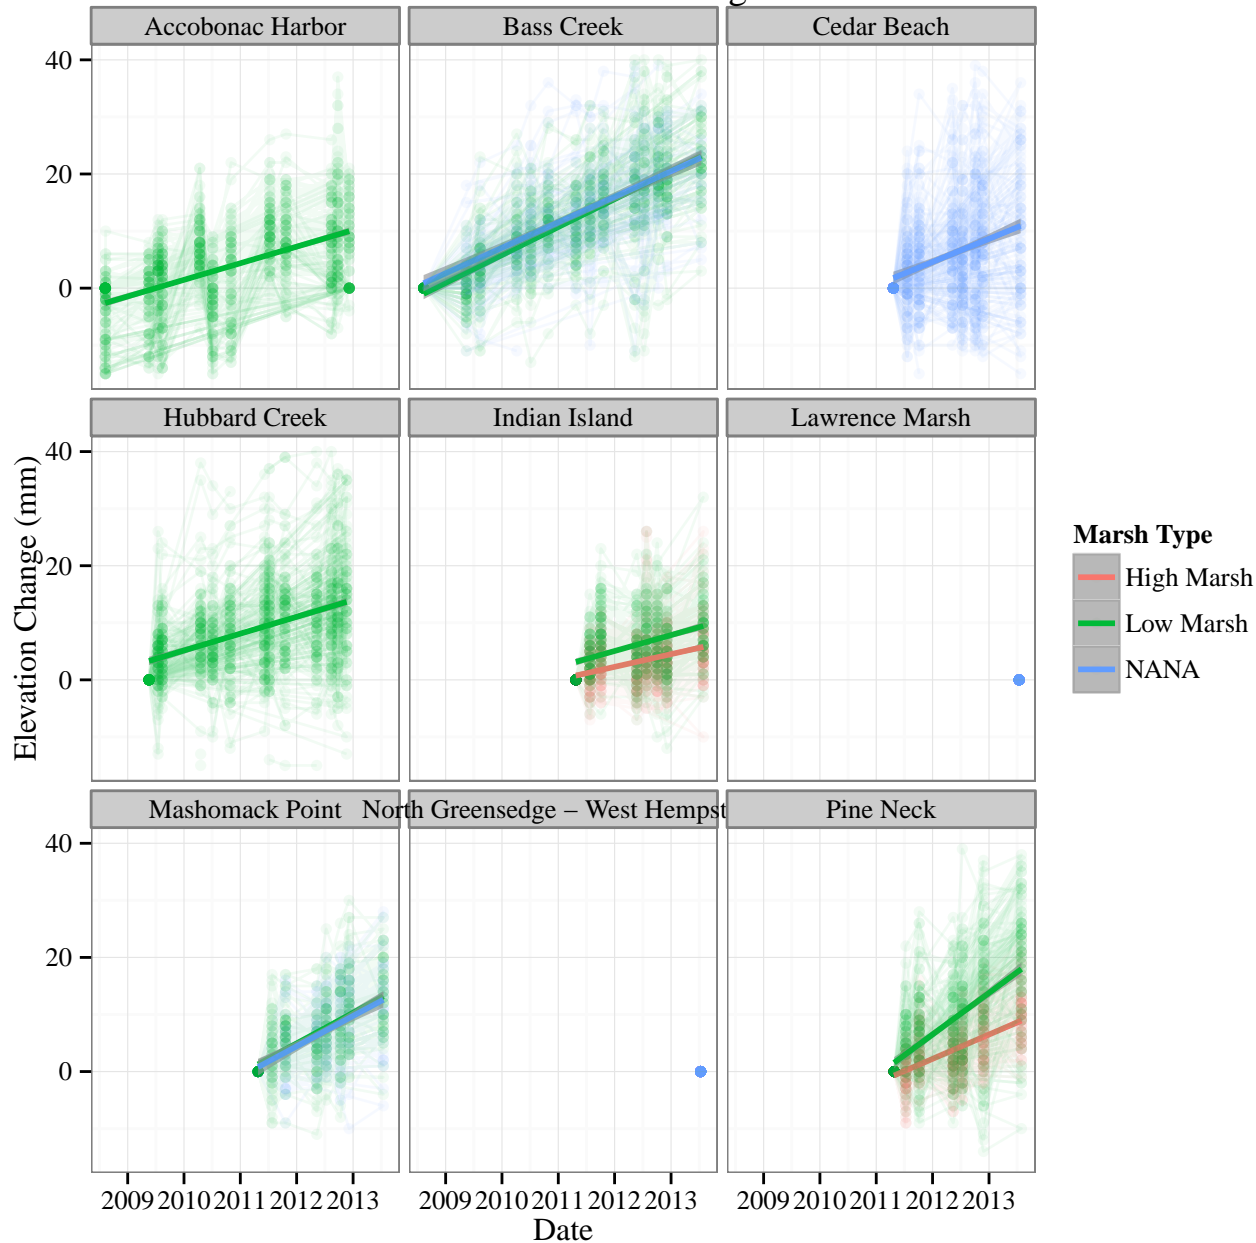 Accobonac Harbor
Bass Creek
Cedar Beach
40
20
0
Hubbard Creek
Indian Island
Lawrence Marsh
40
20
0
Elevation Change (mm)
Marsh Type
High Marsh
Low Marsh
NANA
Mashomack Point
North Greensedge – West Hempst
Pine Neck
40
20
0
2009 2010 2011 2012 2013
2009 2010 2011 2012 2013
2009 2010 2011 2012 2013
Date